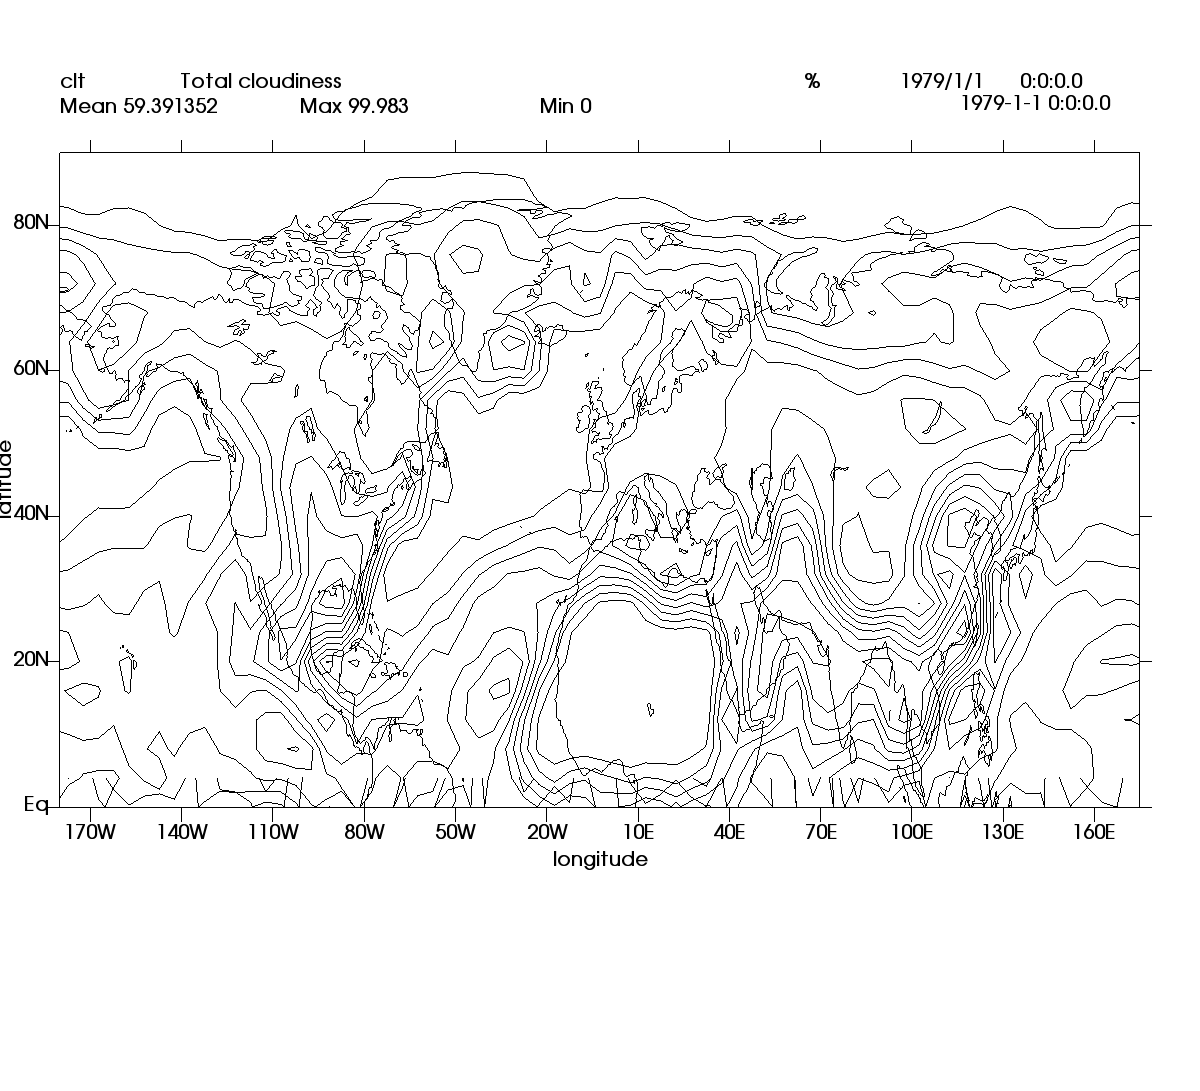 clt Total cloudiness % 1979/1/1 0:0:0.0
Mean 59.391352 Max 99.983 Min 0 1979-1-1 0:0:0.0
80N
60N
latitude
40N
20N
Eq
170W 140W 110W 80W 50W 20W 10E 40E 70E 100E 130E 160E
longitude